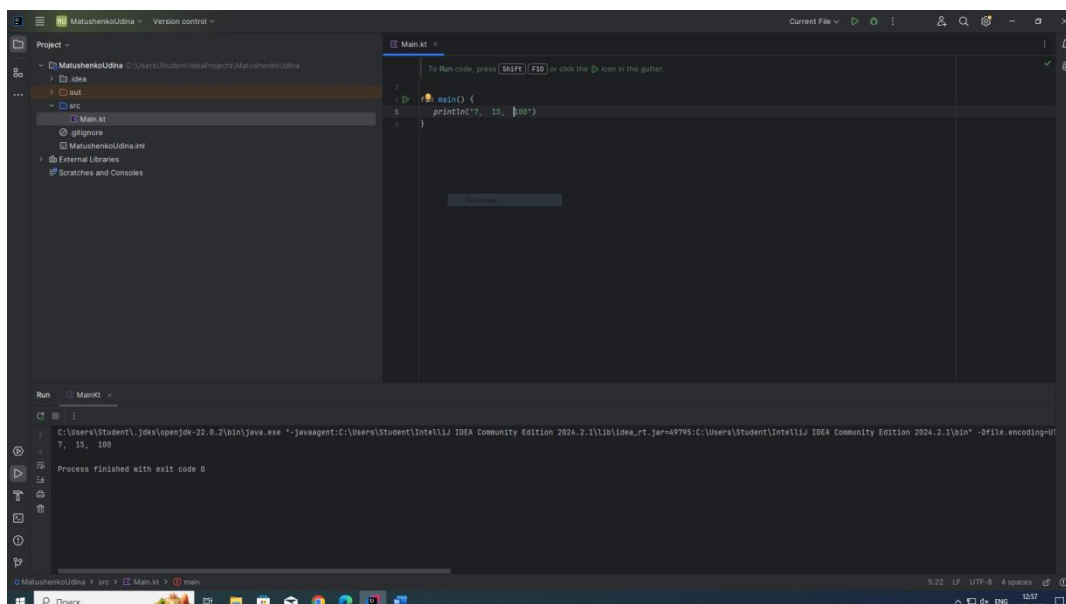 MU MatushenkoUdina Version control
Current File
Project
Main.kt
MatushenkoUdina C:\Users\Student\IdeaProjects\MatushenkoUdina
.idea
out
src
Main.kt
.gitignore
MatushenkoUdina.iml
External Libraries
Scratches and Consoles
To Run code, press Shift F10 or click the icon in the gutter.
4 fun main() {
5 println("7, 15, 100")
}
Run MainKt
C:\Users\Student\.jdks\openjdk-22.0.2\bin\java.exe "-javaagent:C:\Users\Student\IntelliJ IDEA Community Edition 2024.2.1\lib\idea_rt.jar=49795:C:\Users\Student\IntelliJ IDEA Community Edition 2024.2.1\bin" -Dfile.encoding=UT
7, 15, 100
Process finished with exit code 0
MatushenkoUdina > src > Main.kt > main
5:22 LF UTF-8 4 spaces
Поиск
ENG 12:57